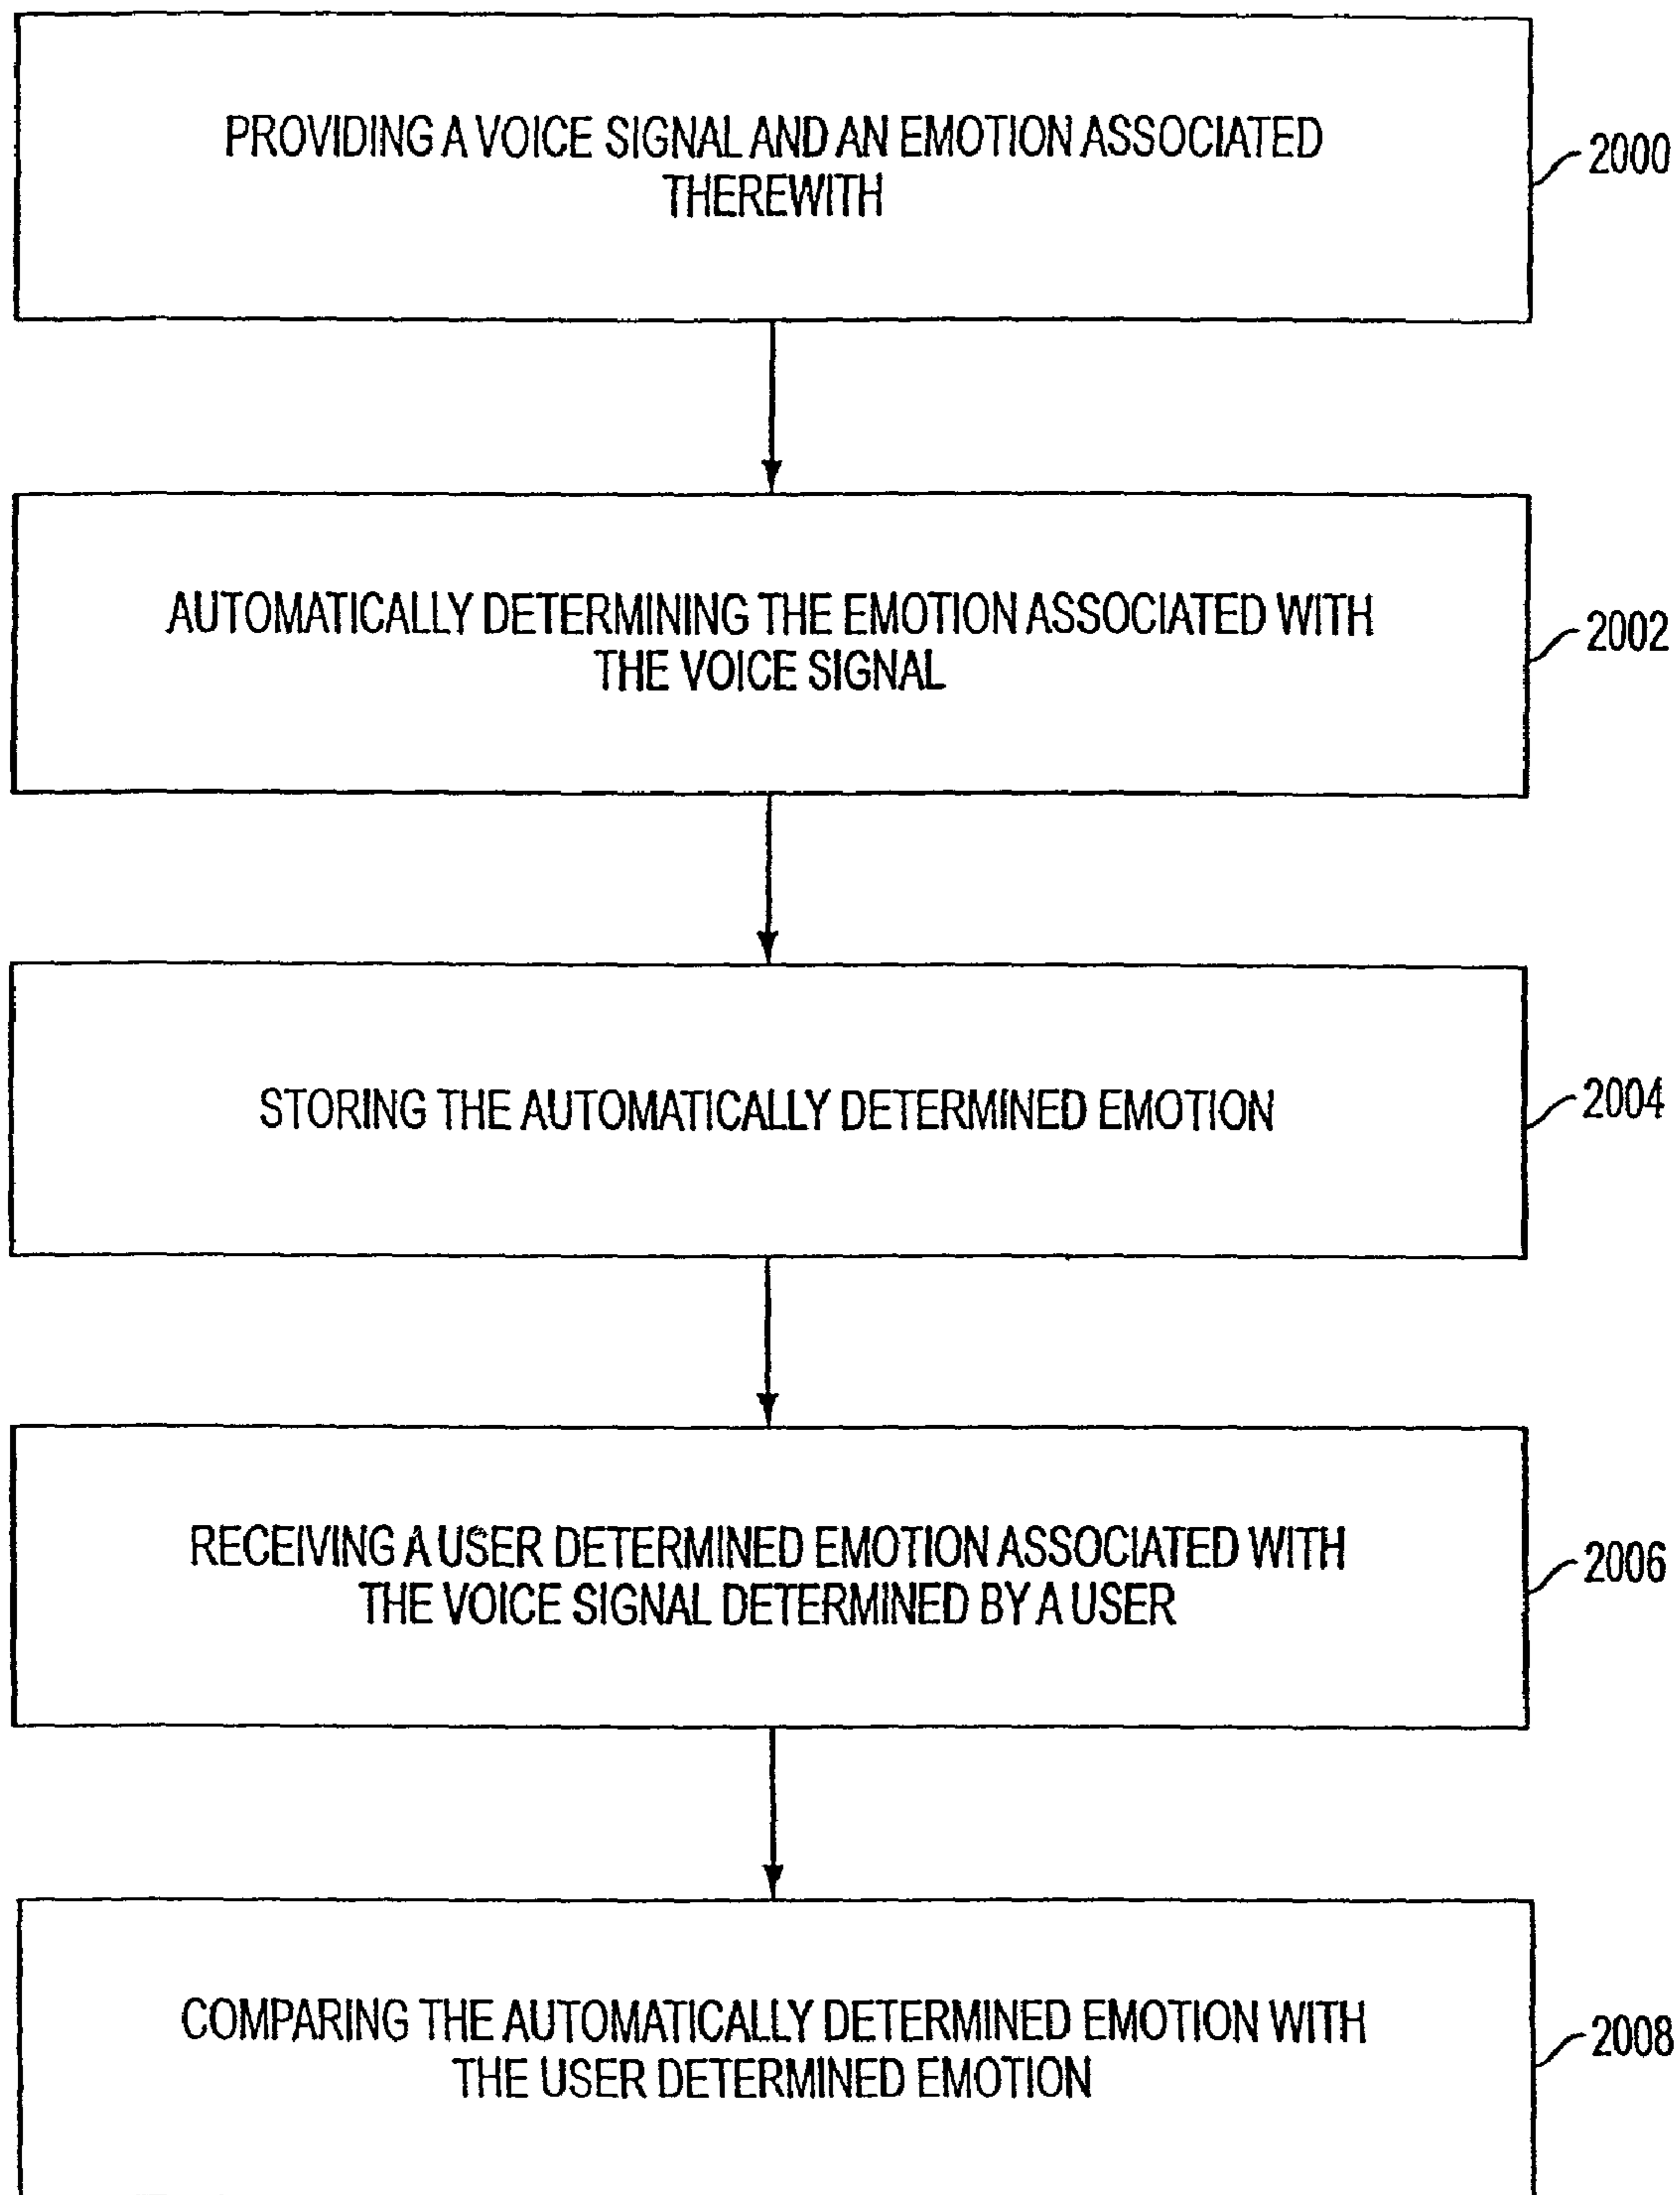 PROVIDING A VOICE SIGNAL AND AN EMOTION ASSOCIATED
THEREWITH
2000
AUTOMATICALLY DETERMINING THE EMOTION ASSOCIATED WITH
THE VOICE SIGNAL
2002
STORING THE AUTOMATICALLY DETERMINED EMOTION
2004
RECEIVING A USER DETERMINED EMOTION ASSOCIATED WITH
THE VOICE SIGNAL DETERMINED BY A USER
2006
COMPARING THE AUTOMATICALLY DETERMINED EMOTION WITH
THE USER DETERMINED EMOTION
2008